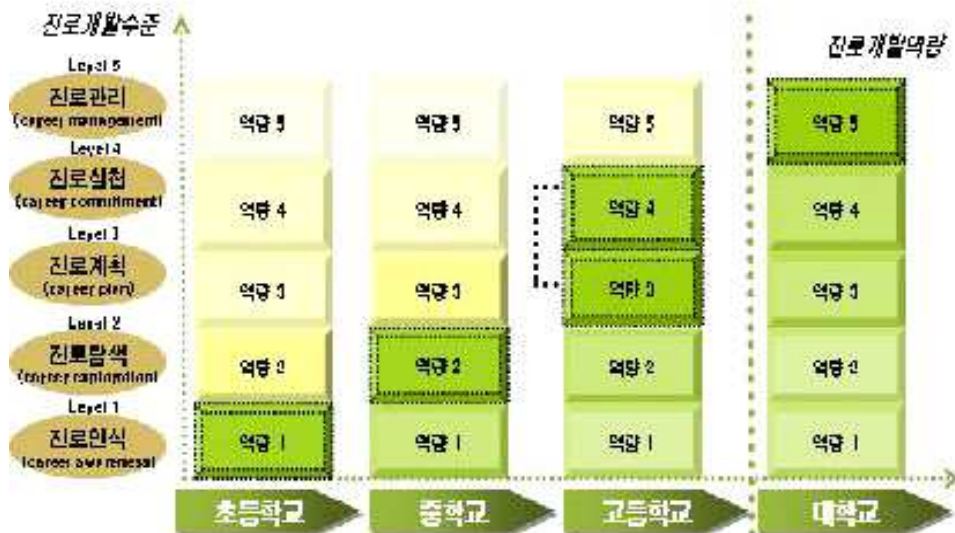 진로개발수준
진로개발역량
Level 5
진로관리
(career management)
역량 5
역량 5
역량 5
역량 5
Level 4
진로실천
(career commitment)
역량 4
역량 4
역량 4
역량 4
Level 3
진로계획
(career plan)
역량 3
역량 3
역량 3
역량 3
Level 2
진로탐색
(career exploration)
역량 2
역량 2
역량 2
역량 2
Level 1
진로인식
(career awareness)
역량 1
역량 1
역량 1
역량 1
초등학교
중학교
고등학교
대학교